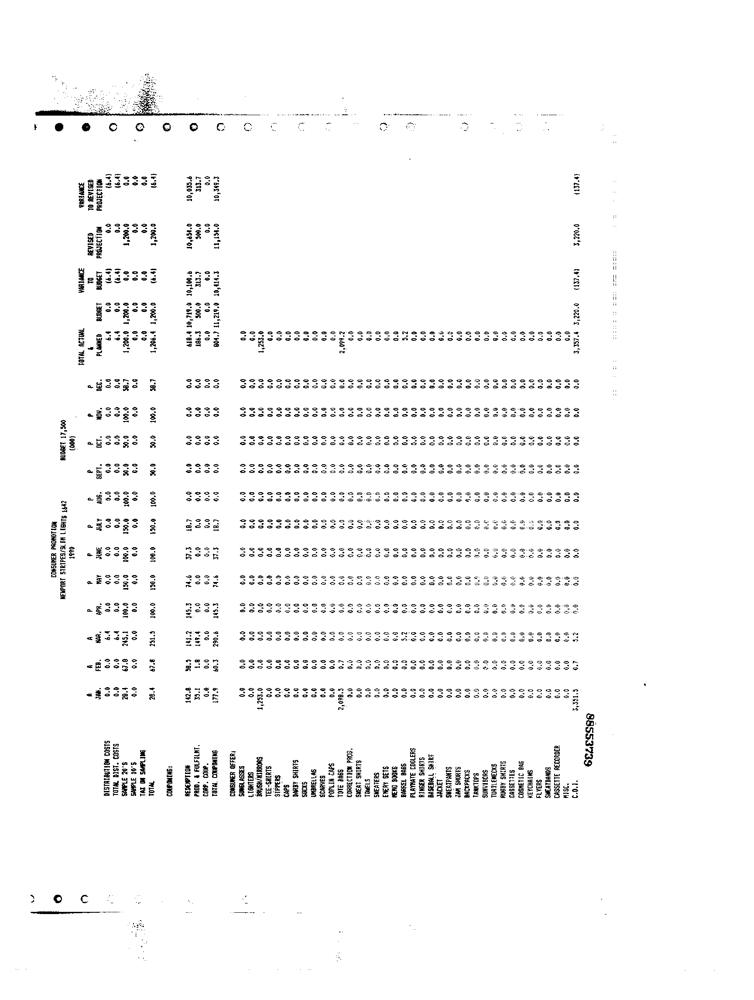 CONSUMER PROMOTION
NEWPORT STRIPES/SLIM LIGHTS 1642
1990
BUDGET 17,500
(000)
A A A P P P P P P P P P TOTAL ACTUAL & VARIANCE TO REVISED VARIANCE TO REVISED
JAN. FEB. MAR. APR. MAY JUNE JULY AUG. SEPT. OCT. NOV. DEC. PLANNED BUDGET BUDGET PROJECTION PROJECTION
DISTRIBUTION COSTS 0.0 0.0 6.4 0.0 0.0 0.0 0.0 0.0 0.0 0.0 0.0 0.0 6.4 0.0 (6.4) 0.0 (6.4)
TOTAL DIST. COSTS 0.0 0.0 6.4 0.0 0.0 0.0 0.0 0.0 0.0 0.0 0.0 0.0 6.4 0.0 (6.4) 0.0 (6.4)
SAMPLE 20'S 28.4 67.8 245.1 100.0 150.0 100.0 150.0 100.0 50.0 50.0 100.0 58.7 1,200.0 1,200.0 0.0 1,200.0 0.0
SAMPLE 10'S 0.0 0.0 0.0 0.0 0.0 0.0 0.0 0.0 0.0 0.0 0.0 0.0 0.0 0.0 0.0
TAX ON SAMPLING 0.0 0.0 0.0
TOTAL 28.4 67.8 251.5 100.0 150.0 100.0 150.0 100.0 50.0 50.0 100.0 58.7 1,206.4 1,200.0 (6.4) 1,200.0 (6.4)
COUPONING:
REDEMPTION 142.8 58.5 141.2 145.3 74.6 37.3 18.7 0.0 0.0 0.0 0.0 0.0 618.4 10,719.0 10,100.6 10,654.0 10,035.6
PROD. & FULFILMT. 35.1 1.8 149.4 0.0 0.0 0.0 0.0 0.0 0.0 0.0 0.0 0.0 186.3 500.0 313.7 500.0 313.7
CORP. COUP. 0.0 0.0 0.0 0.0 0.0 0.0 0.0 0.0 0.0 0.0 0.0 0.0 0.0 0.0 0.0
TOTAL COUPONING 177.9 60.3 290.6 145.3 74.6 37.3 18.7 0.0 0.0 0.0 0.0 0.0 804.7 11,219.0 10,414.3 11,154.0 10,349.3
CONSUMER OFFER:
SUNGLASSES 0.0 0.0 0.0 0.0 0.0 0.0 0.0 0.0 0.0 0.0 0.0 0.0 0.0
LIGHTERS 0.0 0.0 0.0 0.0 0.0 0.0 0.0 0.0 0.0 0.0 0.0 0.0 0.0
BRUSH/MIRRORS 1,253.0 0.0 0.0 0.0 0.0 0.0 0.0 0.0 0.0 0.0 0.0 0.0 1,253.0
TEE-SHIRTS 0.0 0.0 0.0 0.0 0.0 0.0 0.0 0.0 0.0 0.0 0.0 0.0 0.0
SIPPERS 0.0 0.0 0.0 0.0 0.0 0.0 0.0 0.0 0.0 0.0 0.0 0.0 0.0
CAPS 0.0 0.0 0.0 0.0 0.0 0.0 0.0 0.0 0.0 0.0 0.0 0.0 0.0
BAKERY SHIRTS 0.0 0.0 0.0 0.0 0.0 0.0 0.0 0.0 0.0 0.0 0.0 0.0 0.0
SOCKS 0.0 0.0 0.0 0.0 0.0 0.0 0.0 0.0 0.0 0.0 0.0 0.0 0.0
UMBRELLAS 0.0 0.0 0.0 0.0 0.0 0.0 0.0 0.0 0.0 0.0 0.0 0.0 0.0
SCARVES 0.0 0.0 0.0 0.0 0.0 0.0 0.0 0.0 0.0 0.0 0.0 0.0 0.0
POPLIN CAPS 0.0 0.0 0.0 0.0 0.0 0.0 0.0 0.0 0.0 0.0 0.0 0.0 0.0
TOTE BAGS 2,098.5 0.7 0.0 0.0 0.0 0.0 0.0 0.0 0.0 0.0 0.0 0.0 2,099.2
CORRECTION PROG. 0.0 0.0 0.0 0.0 0.0 0.0 0.0 0.0 0.0 0.0 0.0 0.0 0.0
SWEAT SHIRTS 0.0 0.0 0.0 0.0 0.0 0.0 0.0 0.0 0.0 0.0 0.0 0.0 0.0
TOWELS 0.0 0.0 0.0 0.0 0.0 0.0 0.0 0.0 0.0 0.0 0.0 0.0 0.0
SWEATERS 0.0 0.0 0.0 0.0 0.0 0.0 0.0 0.0 0.0 0.0 0.0 0.0 0.0
EMERY SETS 0.0 0.0 0.0 0.0 0.0 0.0 0.0 0.0 0.0 0.0 0.0 0.0 0.0
MEMO BOOKS 0.0 0.0 0.0 0.0 0.0 0.0 0.0 0.0 0.0 0.0 0.0 0.0 0.0
BARREL BAGS 0.0 0.0 5.2 0.0 0.0 0.0 0.0 0.0 0.0 0.0 0.0 0.0 5.2
PLAYMATE COOLERS 0.0 0.0 0.0 0.0 0.0 0.0 0.0 0.0 0.0 0.0 0.0 0.0 0.0
RINGER SHIRTS 0.0 0.0 0.0 0.0 0.0 0.0 0.0 0.0 0.0 0.0 0.0 0.0 0.0
BASEBALL SHIRT 0.0 0.0 0.0 0.0 0.0 0.0 0.0 0.0 0.0 0.0 0.0 0.0 0.0
JACKET 0.0 0.0 0.0 0.0 0.0 0.0 0.0 0.0 0.0 0.0 0.0 0.0 0.0
SWEATPANTS 0.0 0.0 0.0 0.0 0.0 0.0 0.0 0.0 0.0 0.0 0.0 0.0 0.0
JAM SHORTS 0.0 0.0 0.0 0.0 0.0 0.0 0.0 0.0 0.0 0.0 0.0 0.0 0.0
BACKPACKS 0.0 0.0 0.0 0.0 0.0 0.0 0.0 0.0 0.0 0.0 0.0 0.0 0.0
TANKTOPS 0.0 0.0 0.0 0.0 0.0 0.0 0.0 0.0 0.0 0.0 0.0 0.0 0.0
SUNVISORS 0.0 0.0 0.0 0.0 0.0 0.0 0.0 0.0 0.0 0.0 0.0 0.0 0.0
TURTLENECKS 0.0 0.0 0.0 0.0 0.0 0.0 0.0 0.0 0.0 0.0 0.0 0.0 0.0
RUGBY SHIRTS 0.0 0.0 0.0 0.0 0.0 0.0 0.0 0.0 0.0 0.0 0.0 0.0 0.0
CASSETTES 0.0 0.0 0.0 0.0 0.0 0.0 0.0 0.0 0.0 0.0 0.0 0.0 0.0
COSMETIC BAG 0.0 0.0 0.0 0.0 0.0 0.0 0.0 0.0 0.0 0.0 0.0 0.0 0.0
KEYCHAINS 0.0 0.0 0.0 0.0 0.0 0.0 0.0 0.0 0.0 0.0 0.0 0.0 0.0
FLYERS 0.0 0.0 0.0 0.0 0.0 0.0 0.0 0.0 0.0 0.0 0.0 0.0 0.0
SWEATBANDS 0.0 0.0 0.0 0.0 0.0 0.0 0.0 0.0 0.0 0.0 0.0 0.0 0.0
CASSETTE RECORDER 0.0 0.0 0.0 0.0 0.0 0.0 0.0 0.0 0.0 0.0 0.0 0.0 0.0
MISC. 0.0 0.0 0.0 0.0 0.0 0.0 0.0 0.0 0.0 0.0 0.0 0.0 0.0
C.O.I. 3,351.5 0.7 5.2 0.0 0.0 0.0 0.0 0.0 0.0 0.0 0.0 0.0 3,357.4 3,220.0 (137.4) 3,220.0 (137.4)
88553739